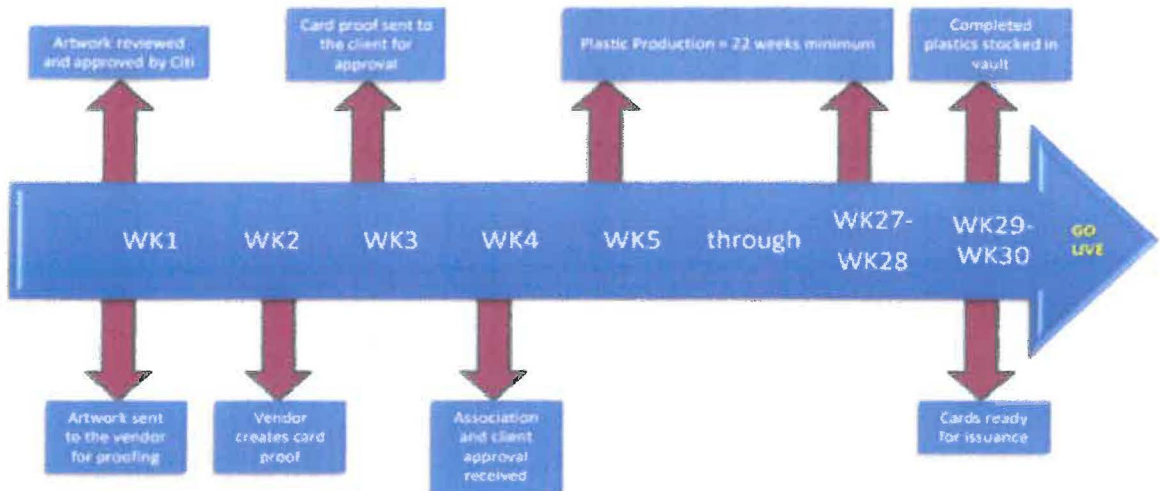 Artwork reviewed
and approved by Citi
Card proof sent to
the client for
approval
Plastic Production = 22 weeks minimum
Completed
plastics stocked in
vault
WK1
WK2
WK3
WK4
WK5
through
WK27-
WK28
WK29-
WK30
GO
LIVE
Artwork sent
to the vendor
for proofing
Vendor
creates card
proof
Association
and client
approval
received
Cards ready
for issuance